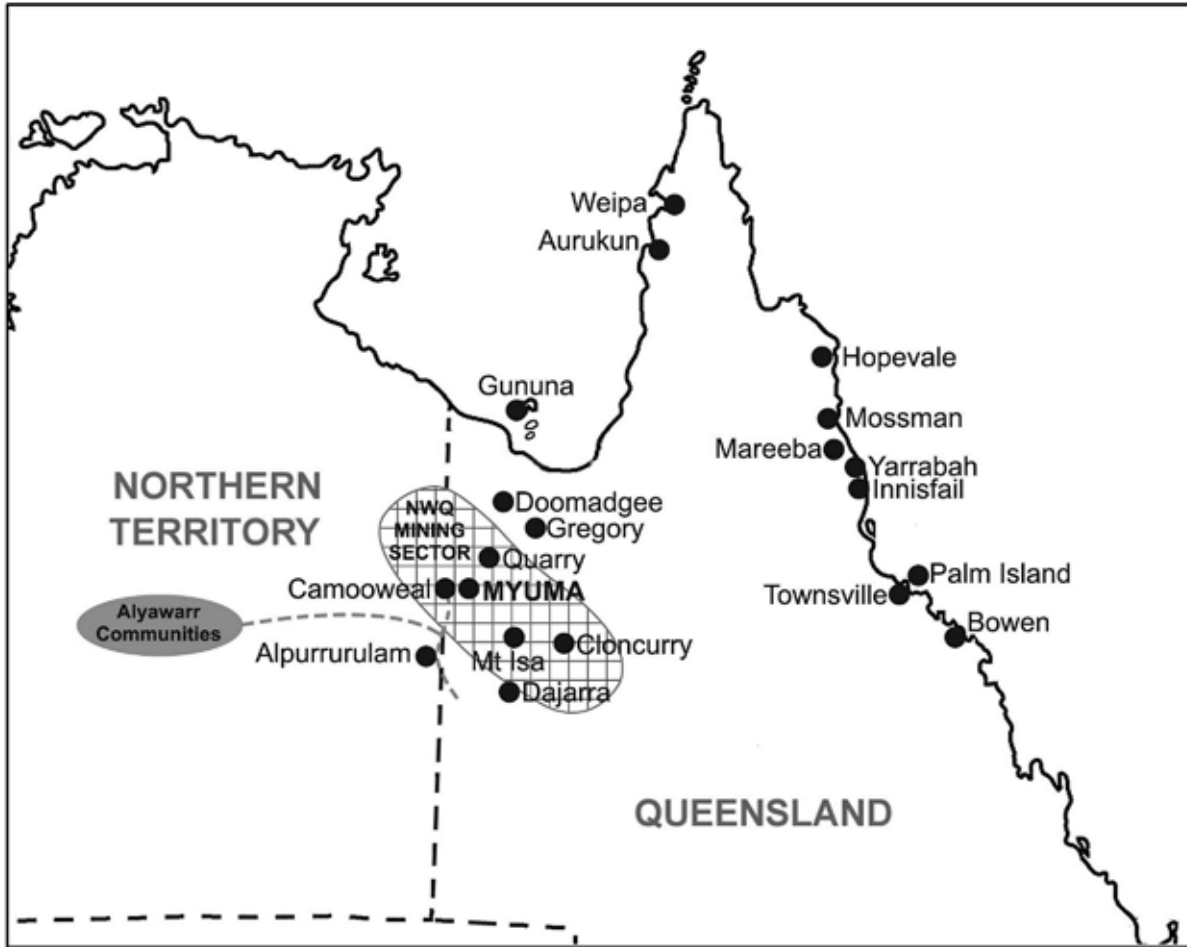 Weipa
Aurukun
Hopevale
Gununa
Mossman
Mareeba
Yarrabah
Innisfail
NORTHERN
TERRITORY
NWQ
MINING
SECTOR
Doomadgee
Gregory
Quarry
Camooweal
MYUMA
Palm Island
Townsville
Bowen
Alyawarr
Communities
Alpurrurulam
Mt Isa
Cloncurry
Dajarra
QUEENSLAND